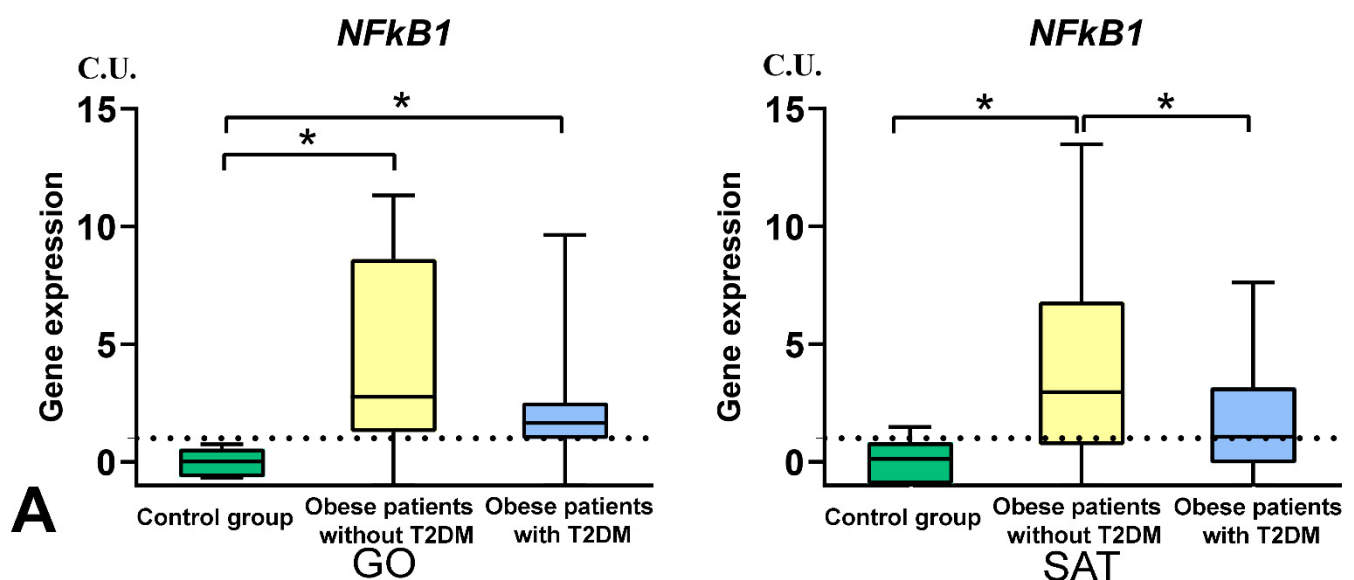 NFkB1
C.U.
15
10
5
0
Gene expression
*
*
Control group
Obese patients
without T2DM
Obese patients
with T2DM
GO
A
NFkB1
C.U.
15
10
5
0
Gene expression
*
*
Control group
Obese patients
without T2DM
Obese patients
with T2DM
SAT